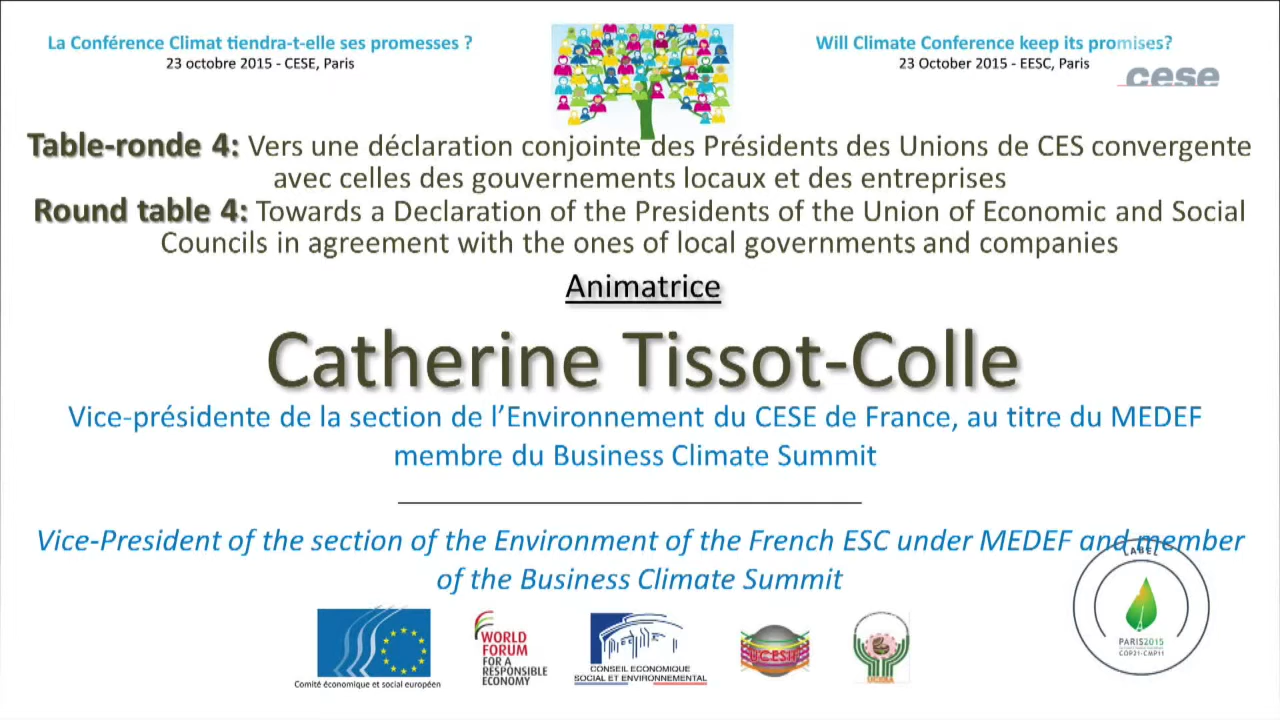 La Conférence Climat tiendra-t-elle ses promesses ?
23 octobre 2015 - CESE, Paris
Will Climate Conference keep its promises?
23 October 2015 - EESC, Paris
cese
Table-ronde 4: Vers une déclaration conjointe des Présidents des Unions de CES convergente
avec celles des gouvernements locaux et des entreprises
Round table 4: Towards a Declaration of the Presidents of the Union of Economic and Social
Councils in agreement with the ones of local governments and companies
Animatrice
Catherine Tissot-Colle
Vice-présidente de la section de l’Environnement du CESE de France, au titre du MEDEF
membre du Business Climate Summit
Vice-President of the section of the Environment of the French ESC under MEDEF and member
of the Business Climate Summit
Comité économique et social européen
WORLD
FORUM
FOR A
RESPONSIBLE
ECONOMY
CONSEIL ECONOMIQUE
SOCIAL ET ENVIRONNEMENTAL
UCESIF
LABEL
PARIS2015
COP21·CMP11